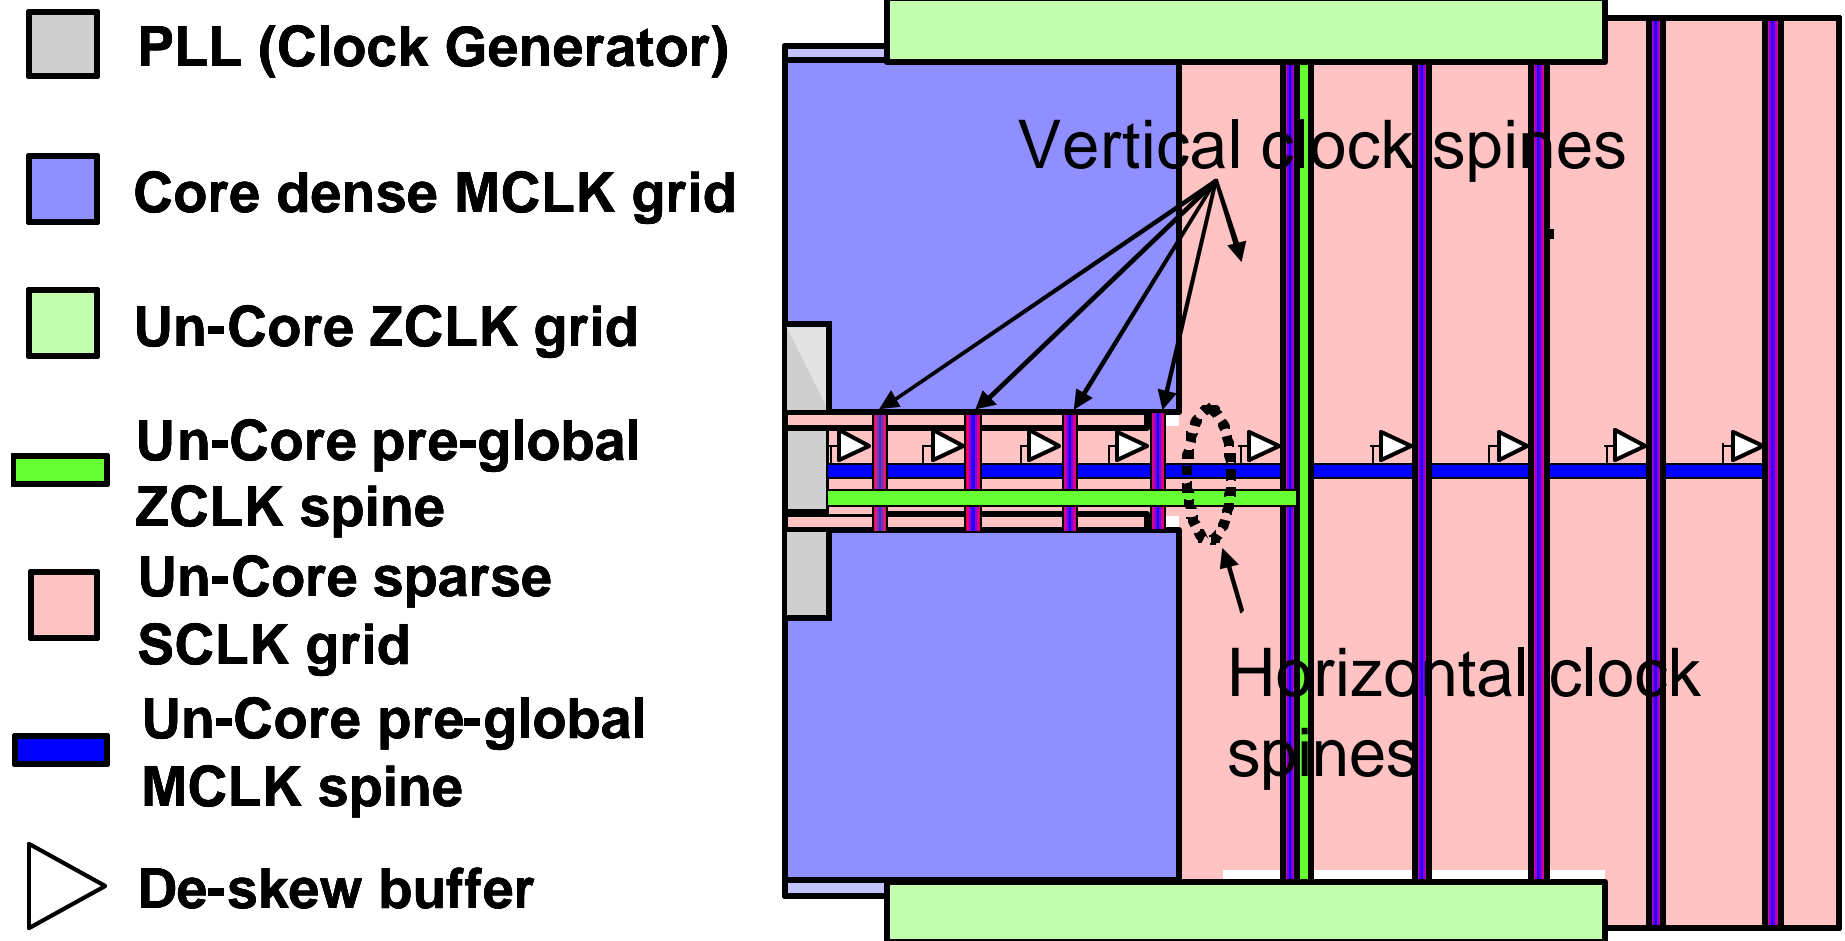 PLL (Clock Generator)
Core dense MCLK grid
Un-Core ZCLK grid
Un-Core pre-global
ZCLK spine
Un-Core sparse
SCLK grid
Un-Core pre-global
MCLK spine
De-skew buffer
Vertical clock spines
Horizontal clock
spines